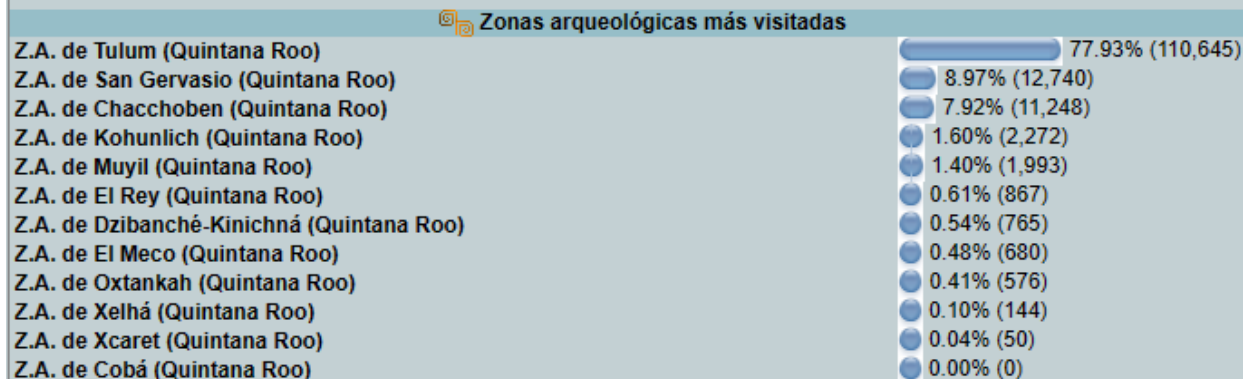 Zonas arqueológicas más visitadas
Z.A. de Tulum (Quintana Roo) 77.93% (110,645)
Z.A. de San Gervasio (Quintana Roo) 8.97% (12,740)
Z.A. de Chacchoben (Quintana Roo) 7.92% (11,248)
Z.A. de Kohunlich (Quintana Roo) 1.60% (2,272)
Z.A. de Muyil (Quintana Roo) 1.40% (1,993)
Z.A. de El Rey (Quintana Roo) 0.61% (867)
Z.A. de Dzibanché-Kinichná (Quintana Roo) 0.54% (765)
Z.A. de El Meco (Quintana Roo) 0.48% (680)
Z.A. de Oxtankah (Quintana Roo) 0.41% (576)
Z.A. de Xelhá (Quintana Roo) 0.10% (144)
Z.A. de Xcaret (Quintana Roo) 0.04% (50)
Z.A. de Cobá (Quintana Roo) 0.00% (0)